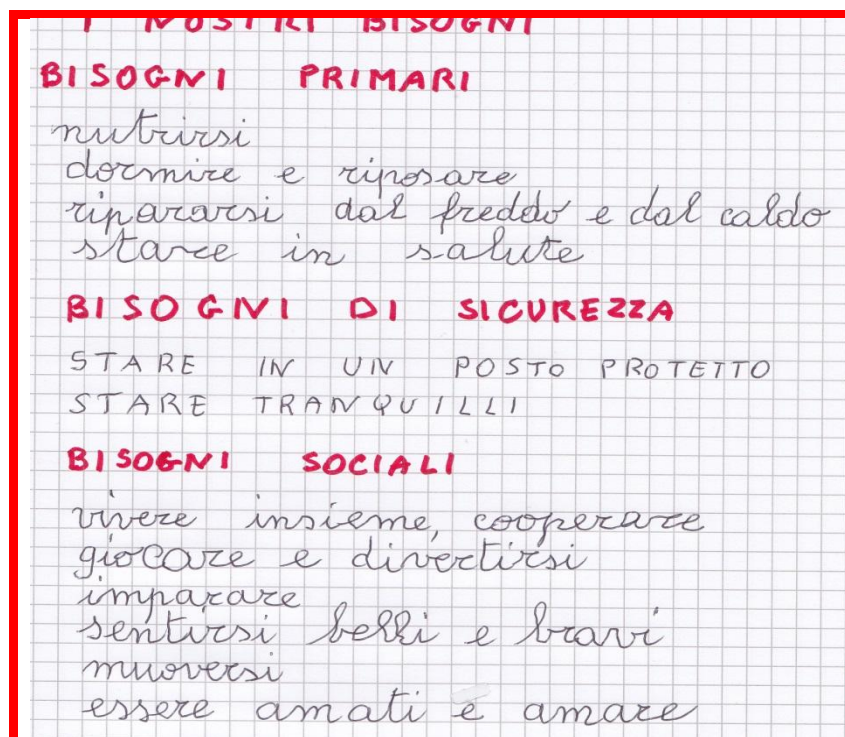 I NOSTRI BISOGNI
BISOGNI PRIMARI
nutrirsi
dormire e riposare
ripararsi dal freddo e dal caldo
stare in salute
BISOGNI DI SICUREZZA
STARE IN UN POSTO PROTETTO
STARE TRANQUILLI
BISOGNI SOCIALI
vivere insieme, cooperare
giocare e divertirsi
imparare
sentirsi belli e bravi
muoversi
essere amati e amare